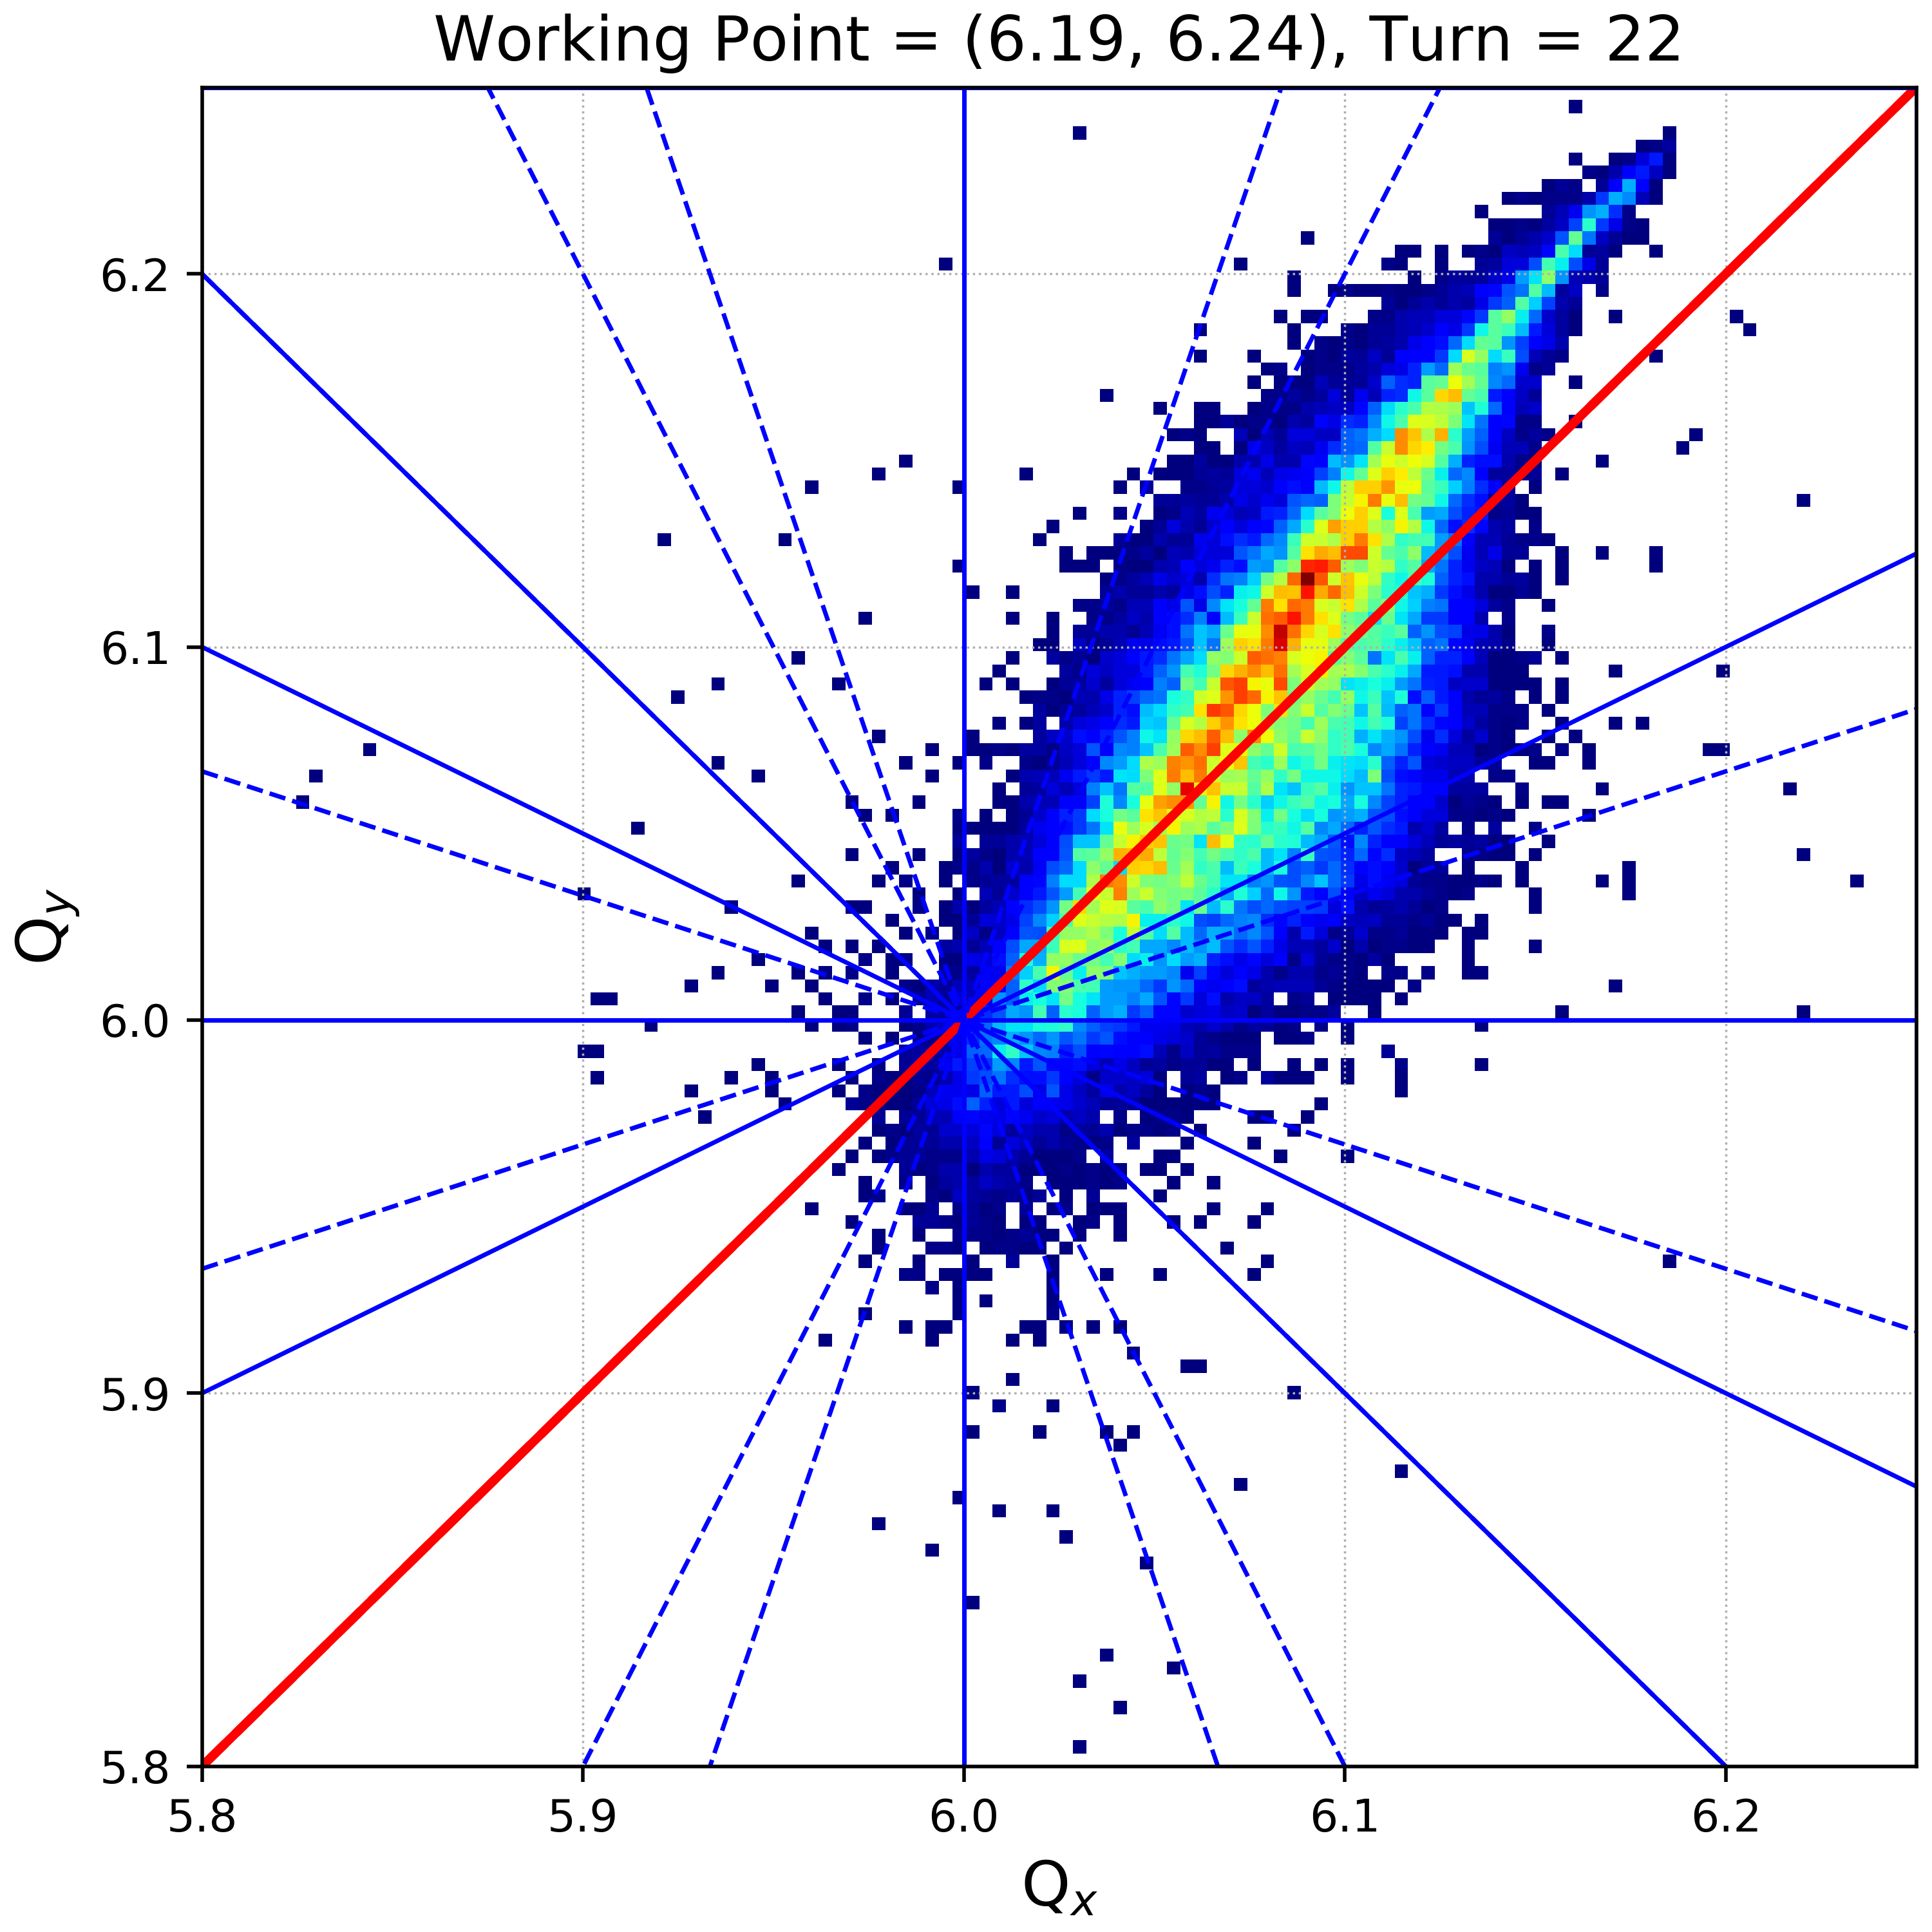 Working Point = (6.19, 6.24), Turn = 22
6.2
6.1
6.0
5.9
5.8
Qy
5.8 5.9 6.0 6.1 6.2
Qx